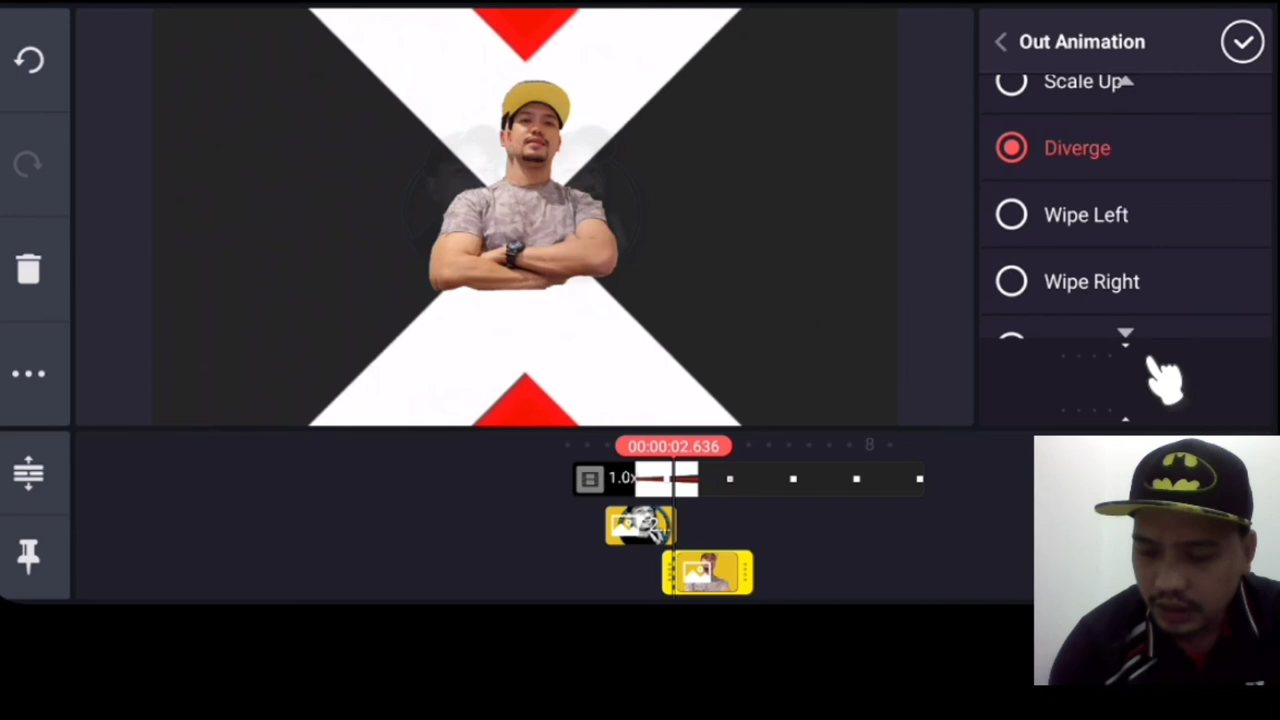 Out Animation
Scale Up
Diverge
Wipe Left
Wipe Right
00:00:02.636
8
1.0x